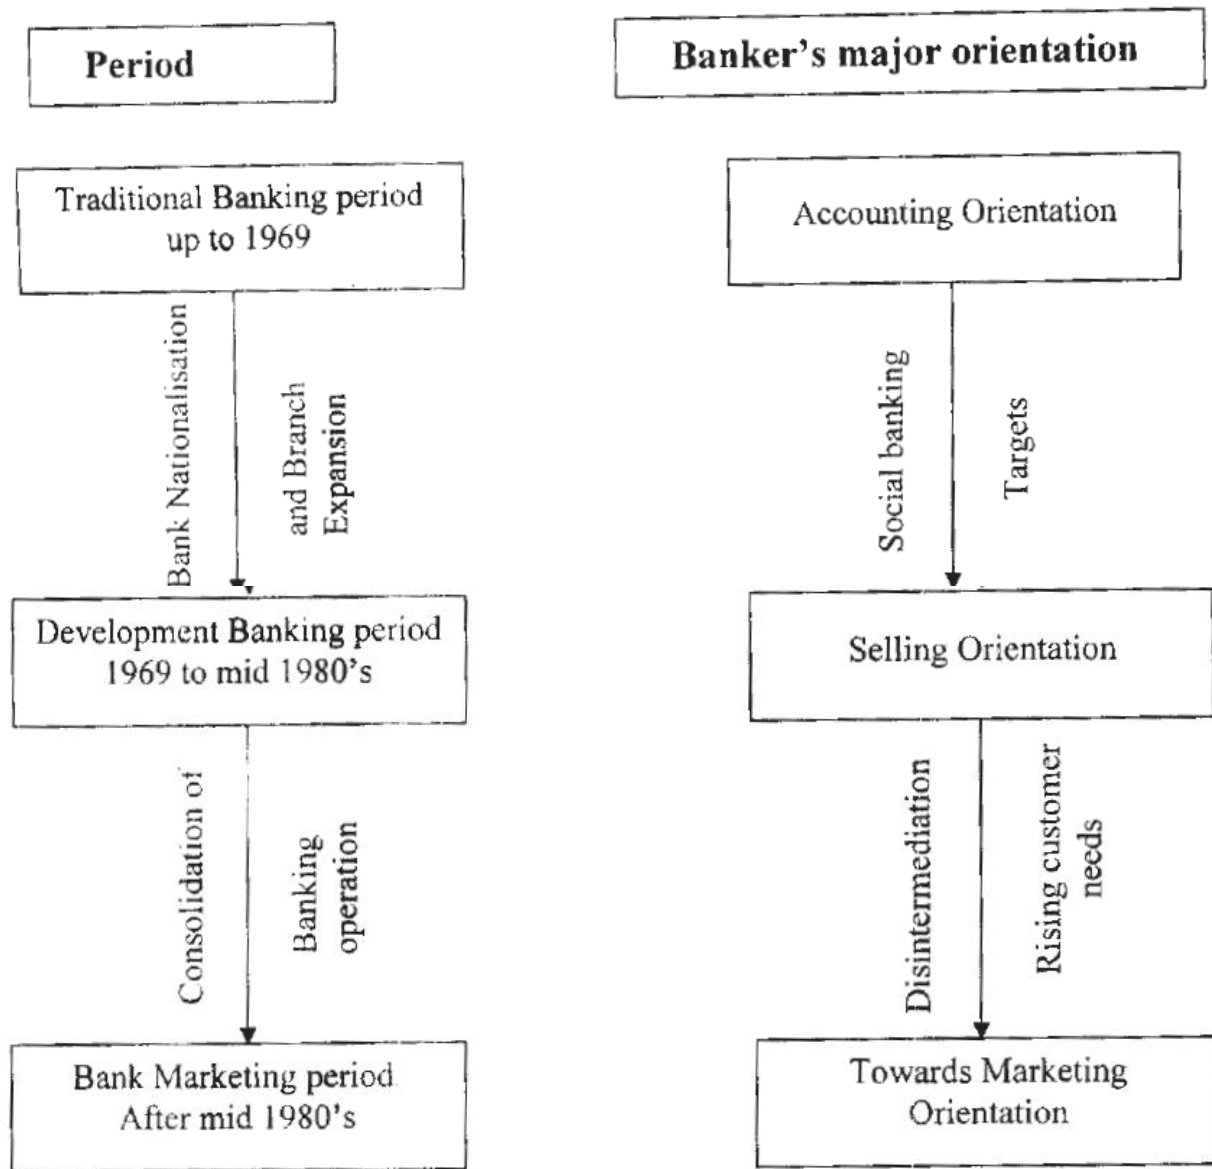 Period
Banker's major orientation
Traditional Banking period
up to 1969
Accounting Orientation
Bank Nationalisation
and Branch
Expansion
Social banking
Targets
Development Banking period
1969 to mid 1980's
Selling Orientation
Consolidation of
Banking
operation
Disintermediation
Rising customer
needs
Bank Marketing period
After mid 1980's
Towards Marketing
Orientation